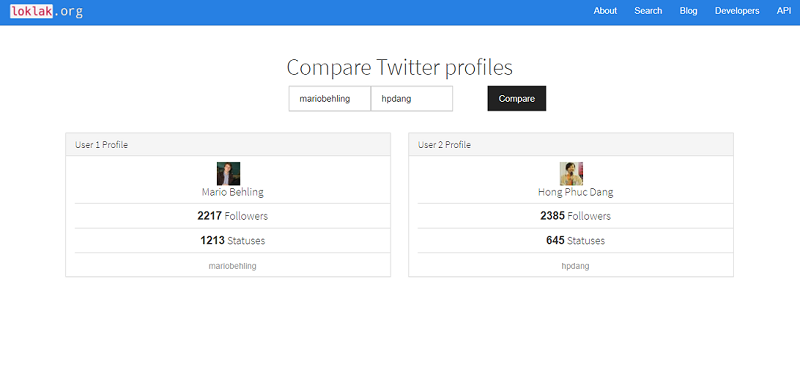 loklak.org About Search Blog Developers API
Compare Twitter profiles
mariobehling hpdang Compare
User 1 Profile
Mario Behling
2217 Followers
1213 Statuses
mariobehling
User 2 Profile
Hong Phuc Dang
2385 Followers
645 Statuses
hpdang